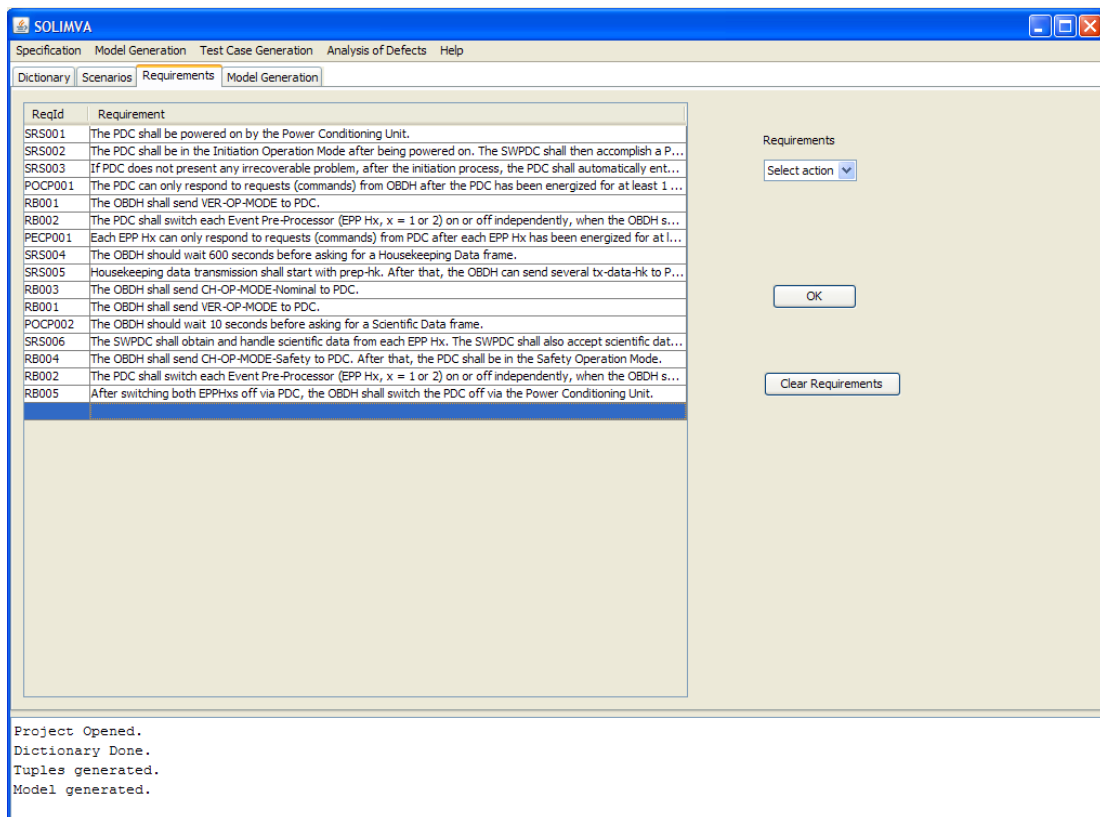 SOLIMVA
Specification Model Generation Test Case Generation Analysis of Defects Help
Dictionary Scenarios Requirements Model Generation
ReqId Requirement
SRS001 The PDC shall be powered on by the Power Conditioning Unit.
SRS002 The PDC shall be in the Initiation Operation Mode after being powered on. The SWPDC shall then accomplish a P...
SRS003 If PDC does not present any irrecoverable problem, after the initiation process, the PDC shall automatically ent...
POCP001 The PDC can only respond to requests (commands) from OBDH after the PDC has been energized for at least 1 ...
RB001 The OBDH shall send VER-OP-MODE to PDC.
RB002 The PDC shall switch each Event Pre-Processor (EPP Hx, x = 1 or 2) on or off independently, when the OBDH s...
PECP001 Each EPP Hx can only respond to requests (commands) from PDC after each EPP Hx has been energized for at l...
SRS004 The OBDH should wait 600 seconds before asking for a Housekeeping Data frame.
SRS005 Housekeeping data transmission shall start with prep-hk. After that, the OBDH can send several tx-data-hk to P...
RB003 The OBDH shall send CH-OP-MODE-Nominal to PDC.
RB001 The OBDH shall send VER-OP-MODE to PDC.
POCP002 The OBDH should wait 10 seconds before asking for a Scientific Data frame.
SRS006 The SWPDC shall obtain and handle scientific data from each EPP Hx. The SWPDC shall also accept scientific dat...
RB004 The OBDH shall send CH-OP-MODE-Safety to PDC. After that, the PDC shall be in the Safety Operation Mode.
RB002 The PDC shall switch each Event Pre-Processor (EPP Hx, x = 1 or 2) on or off independently, when the OBDH s...
RB005 After switching both EPPHxs off via PDC, the OBDH shall switch the PDC off via the Power Conditioning Unit.
Requirements
Select action
OK
Clear Requirements
Project Opened.
Dictionary Done.
Tuples generated.
Model generated.